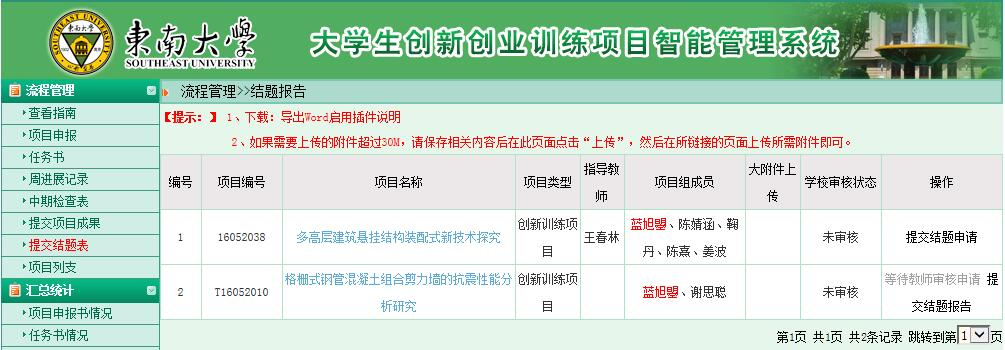 東南大學
SOUTHEAST UNIVERSITY
大学生创新创业训练项目智能管理系统
流程管理
查看指南
项目申报
任务书
周进展记录
中期检查表
提交项目成果
提交结题表
项目列支
汇总统计
项目申报书情况
任务书情况
流程管理>>结题报告
【提示：】 1、下载：导出Word启用插件说明
2、如果需要上传的附件超过30M，请保存相关内容后在此页面点击“上传”，然后在所链接的页面上传所需附件即可。
编号 项目编号 项目名称 项目类型 指导教师 项目组成员 大附件上传 学校审核状态 操作
1 16052038 多高层建筑悬挂结构装配式新技术探究 创新训练项目 王春林 蓝旭曌、陈婧涵、鞠丹、陈熹、姜波 未审核 提交结题申请
2 T16052010 格栅式钢管混凝土组合剪力墙的抗震性能分析研究 创新训练项目 蓝旭曌、谢思聪 未审核 等待教师审核申请 提交结题报告
第1页 共1页 共2条记录 跳转到第 1 页